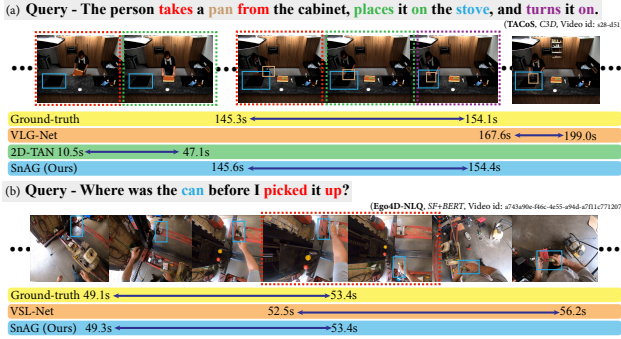 (a) Query - The person takes a pan from the cabinet, places it on the stove, and turns it on.
(TACoS, C3D, Video id: s28-d51)
Ground-truth 145.3s 154.1s
VLG-Net 167.6s 199.0s
2D-TAN 10.5s 47.1s
SnAG (Ours) 145.6s 154.4s
(b) Query - Where was the can before I picked it up?
(Ego4D-NLQ, SF+BERT, Video id: a743a90e-f46c-4e55-a94d-a7f11c771207
Ground-truth 49.1s 53.4s
VSL-Net 52.5s 56.2s
SnAG (Ours) 49.3s 53.4s